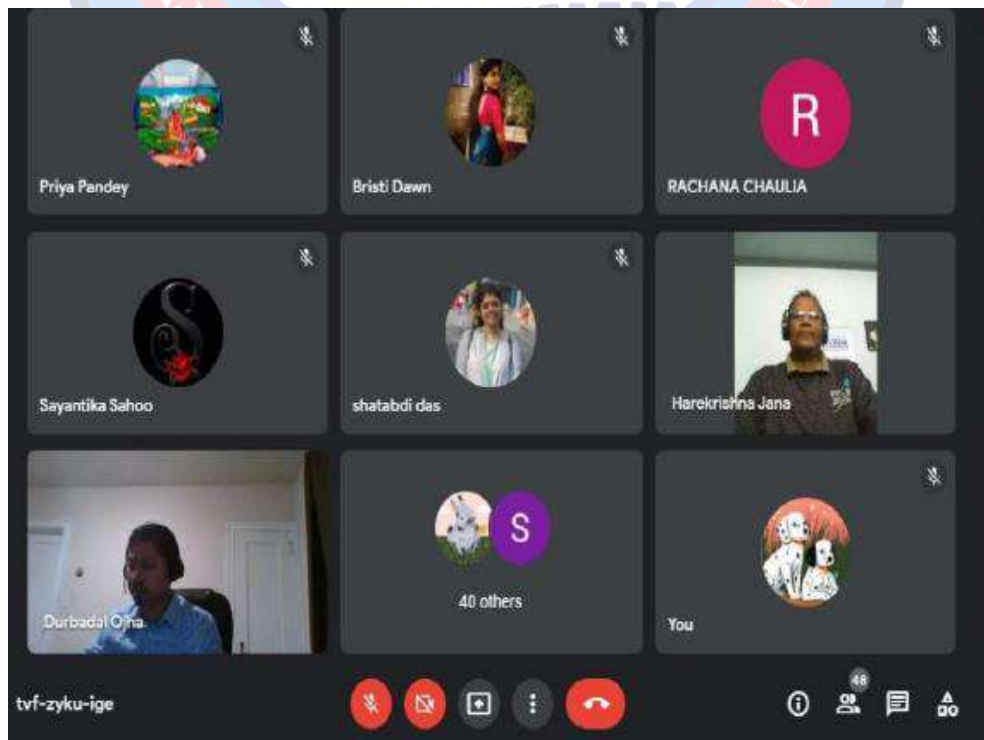 Priya Pandey
Bristi Dawn
R
RACHANA CHAULIA
Sayantika Sahoo
S
shatabdi das
Harekrishna Jana
Durbadal Ojha
S
40 others
You
tvf-zyku-ige
48